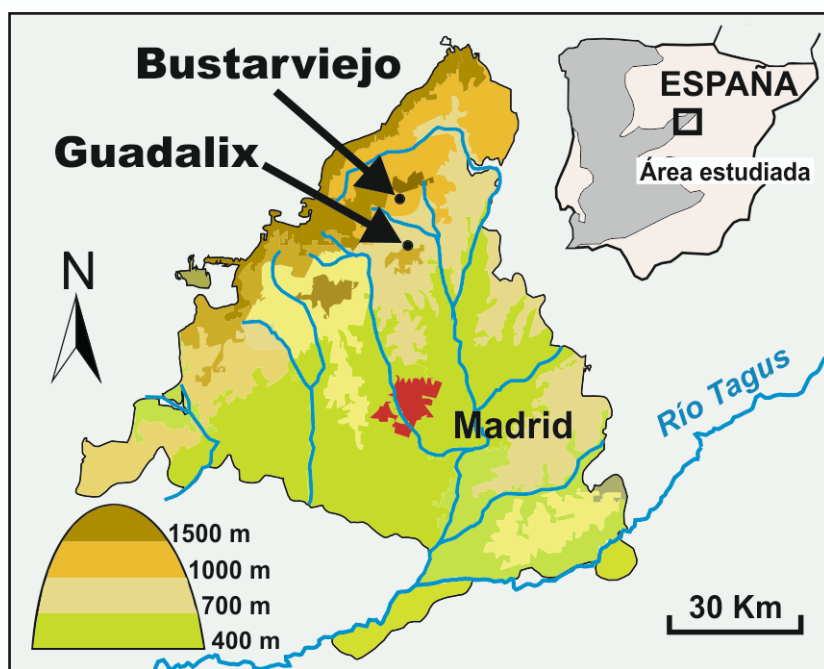 Bustarviejo
Guadalix
ESPAÑA
Área estudiada
N
Madrid
Río Tagus
1500 m
1000 m
700 m
400 m
30 Km